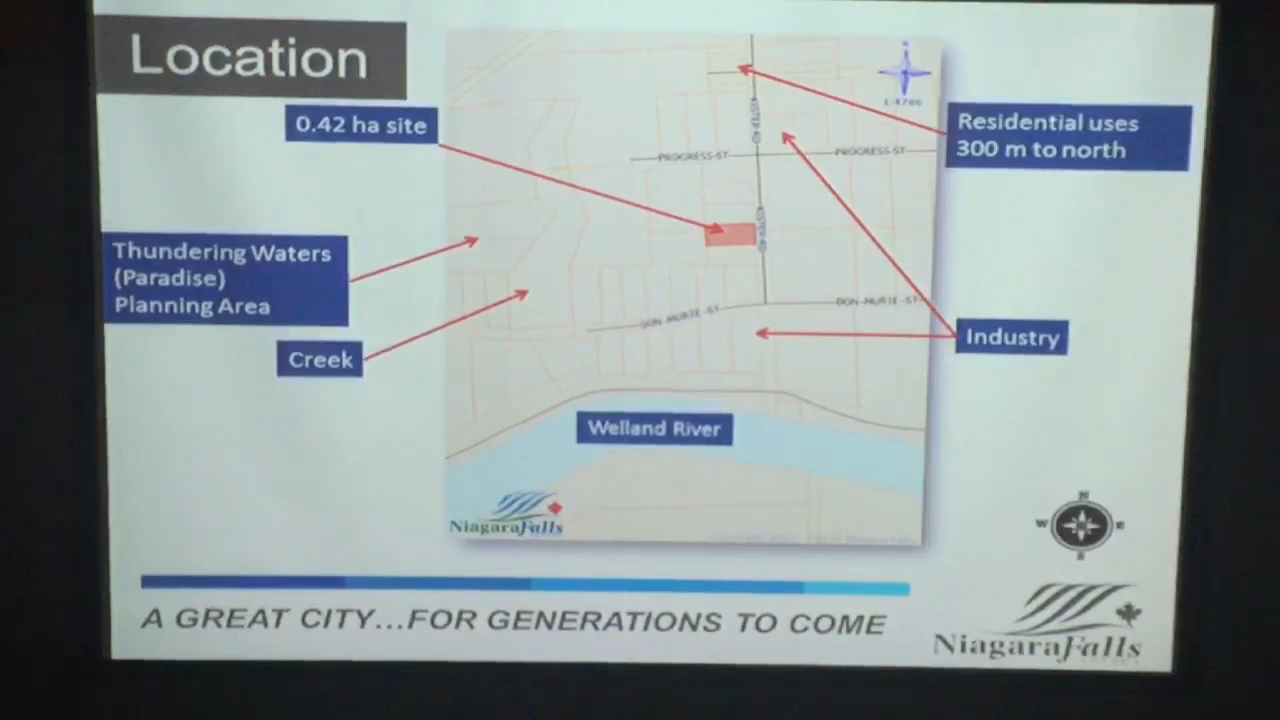 Location
0.42 ha site
Residential uses
300 m to north
N
PROGRESS-ST
PROGRESS-ST
Thundering Waters
(Paradise)
Planning Area
Creek
DON-MURIE-ST
DON-MURIE-ST
Industry
Welland River
NiagaraFalls
N
W
E
S
A GREAT CITY...FOR GENERATIONS TO COME
NiagaraFalls